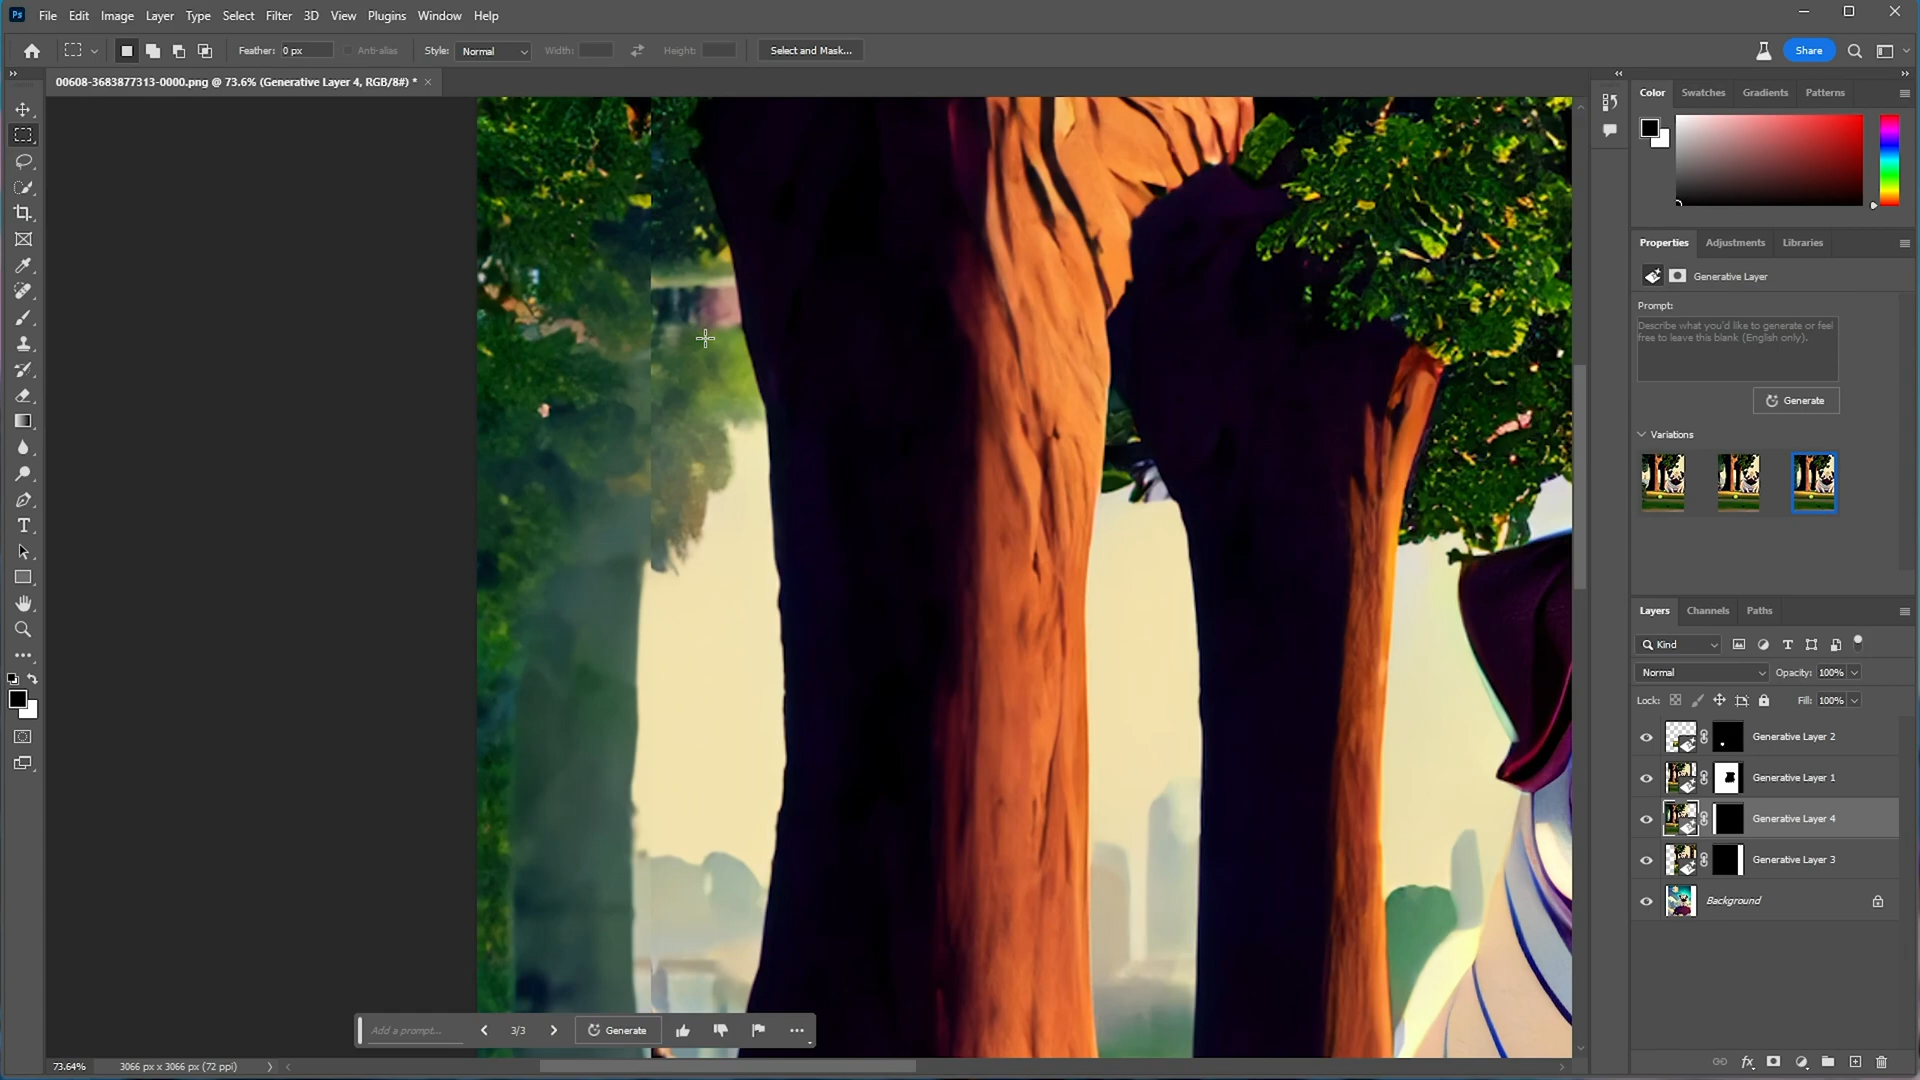 Ps File Edit Image Layer Type Select Filter 3D View Plugins Window Help
Feather: 0 px Anti-alias Style: Normal Width: Height: Select and Mask... Share
00608-3683877313-0000.png @ 73.6% (Generative Layer 4, RGB/8#) *
Color Swatches Gradients Patterns
Properties Adjustments Libraries
Generative Layer
Prompt:
Describe what you'd like to generate or feel
free to leave this blank (English only).
Generate
Variations
Layers Channels Paths
Kind
Normal Opacity: 100%
Lock: Fill: 100%
Generative Layer 2
Generative Layer 1
Generative Layer 4
Generative Layer 3
Background
Add a prompt... 3/3 Generate
73.64% 3066 px x 3066 px (72 ppi)